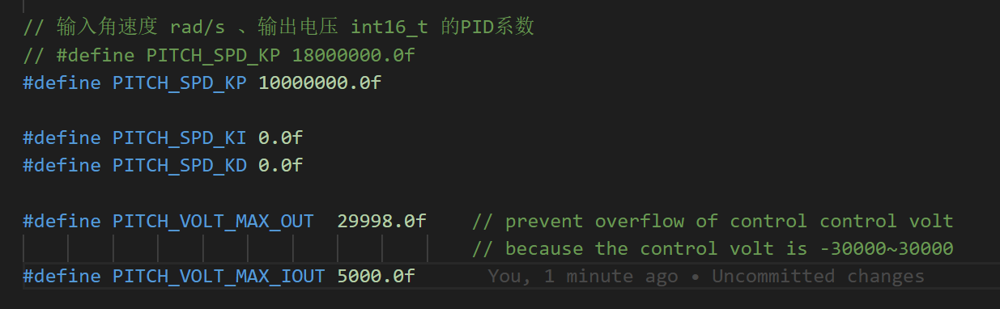 // 输入角速度 rad/s 、输出电压 int16_t 的PID系数
// #define PITCH_SPD_KP 18000000.0f
#define PITCH_SPD_KP 10000000.0f
#define PITCH_SPD_KI 0.0f
#define PITCH_SPD_KD 0.0f
#define PITCH_VOLT_MAX_OUT  29998.0f    // prevent overflow of control control volt
// because the control volt is -30000~30000
#define PITCH_VOLT_MAX_IOUT 5000.0f    You, 1 minute ago • Uncommitted changes